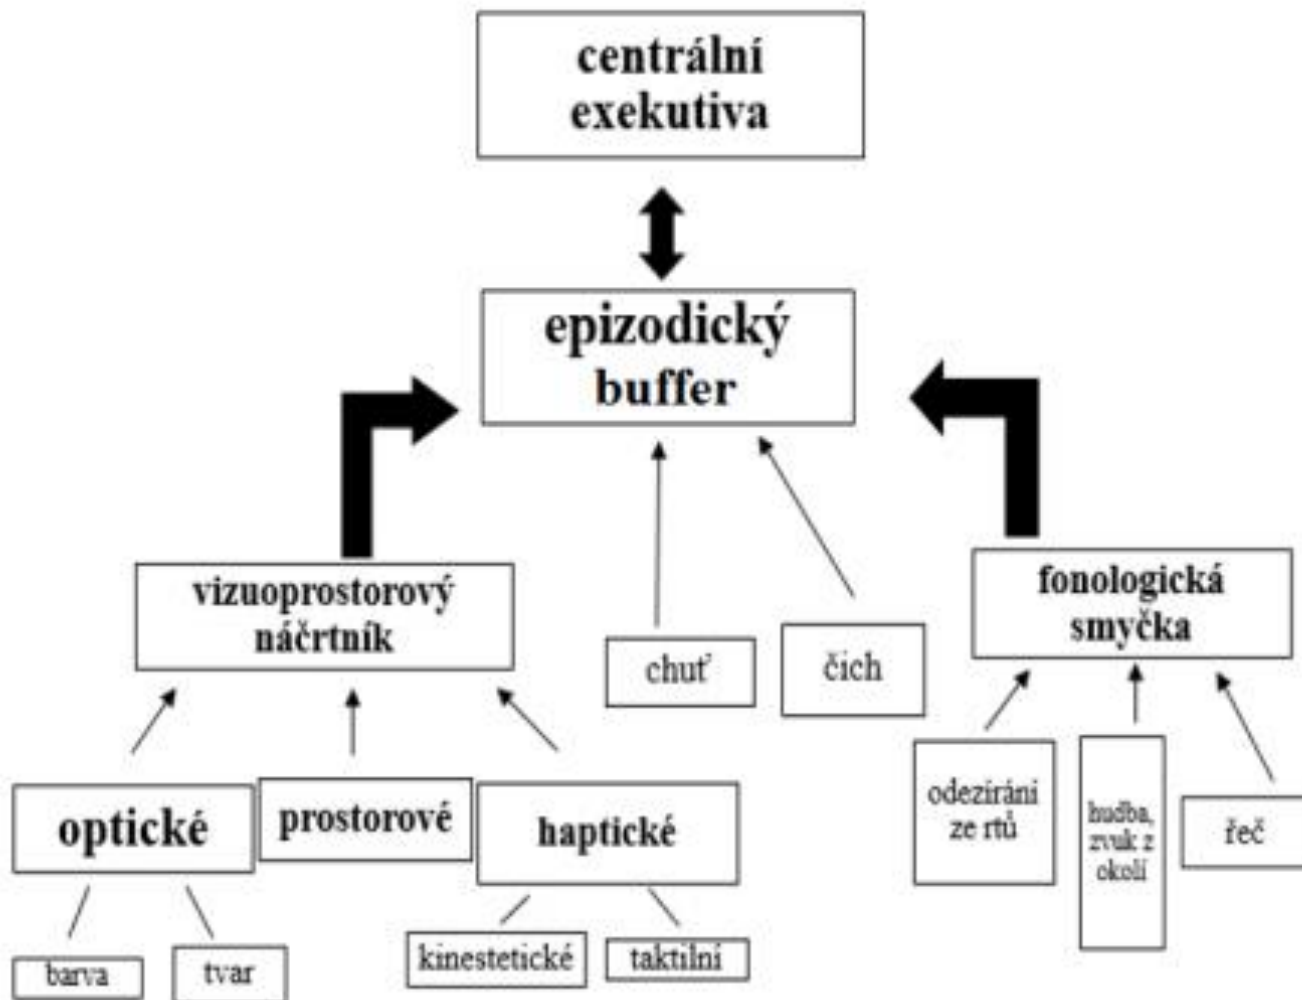 centrální
exekutiva
epizodický
buffer
vizuoprostorový
náčrtník
chuť
čich
fonologická
smyčka
optické
prostorové
haptické
odezírání
ze rtů
hudba,
zvuk z
okolí
řeč
barva
tvar
kinestetické
taktilní